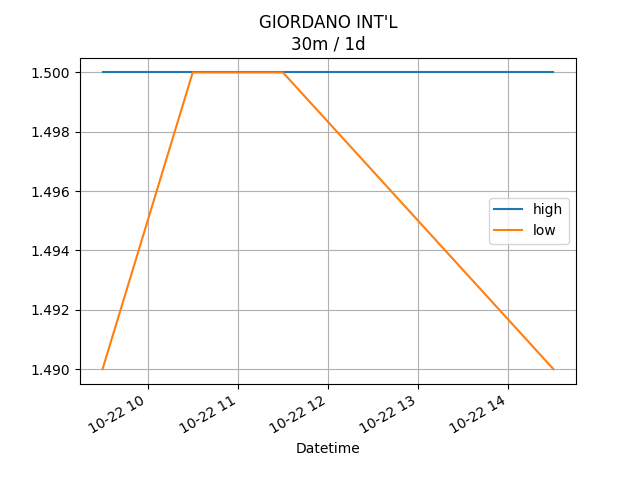 GIORDANO INT'L
30m / 1d
1.500
1.498
1.496
1.494
1.492
1.490
high
low
10-22 10
10-22 11
10-22 12
10-22 13
10-22 14
Datetime